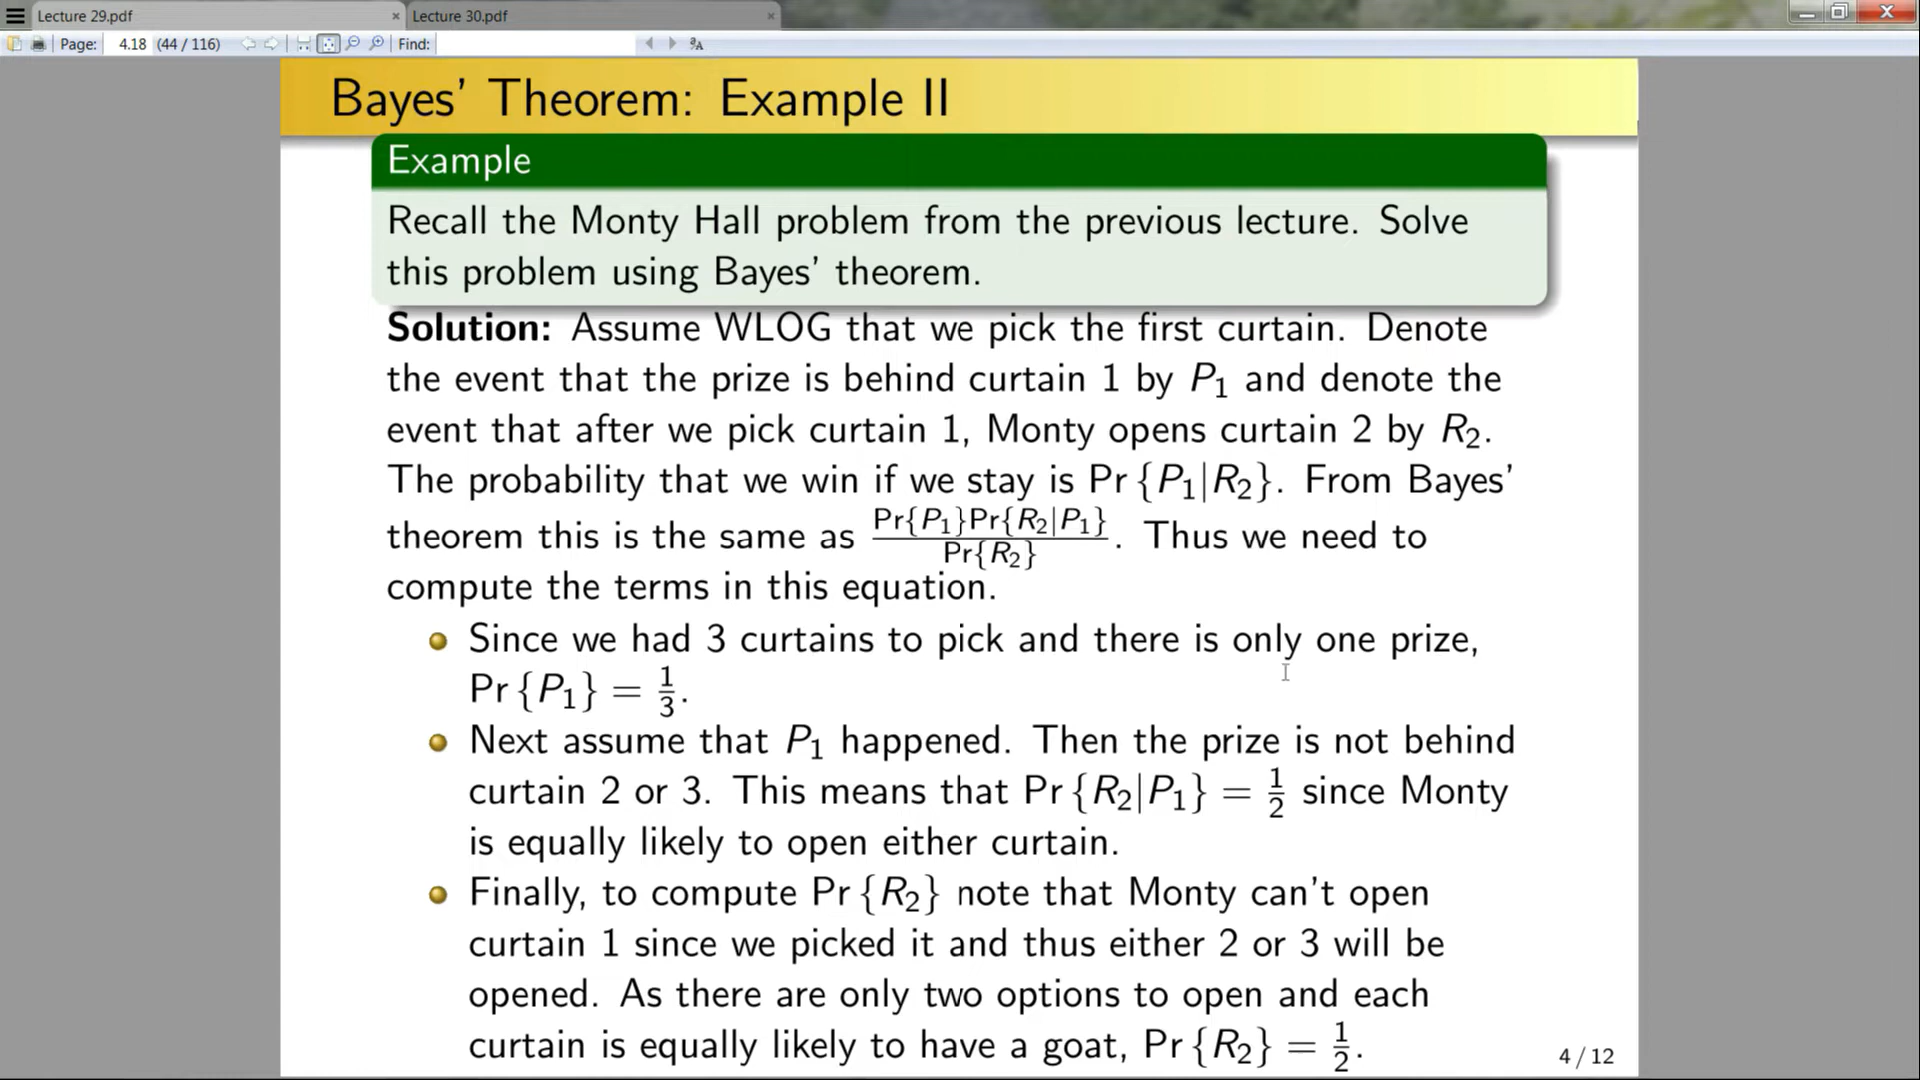 Lecture 29.pdf
Lecture 30.pdf
Page: 4.18 (44 / 116) Find:
Bayes' Theorem: Example II
Example
Recall the Monty Hall problem from the previous lecture. Solve
this problem using Bayes' theorem.
Solution: Assume WLOG that we pick the first curtain. Denote
the event that the prize is behind curtain 1 by P₁ and denote the
event that after we pick curtain 1, Monty opens curtain 2 by R₂.
The probability that we win if we stay is Pr {P₁|R₂}. From Bayes'
theorem this is the same as Pr{P₁}Pr{R₂|P₁} / Pr{R₂}. Thus we need to
compute the terms in this equation.
Since we had 3 curtains to pick and there is only one prize,
Pr {P₁} = 1/3.
Next assume that P₁ happened. Then the prize is not behind
curtain 2 or 3. This means that Pr {R₂|P₁} = 1/2 since Monty
is equally likely to open either curtain.
Finally, to compute Pr {R₂} note that Monty can't open
curtain 1 since we picked it and thus either 2 or 3 will be
opened. As there are only two options to open and each
curtain is equally likely to have a goat, Pr {R₂} = 1/2.
4 / 12